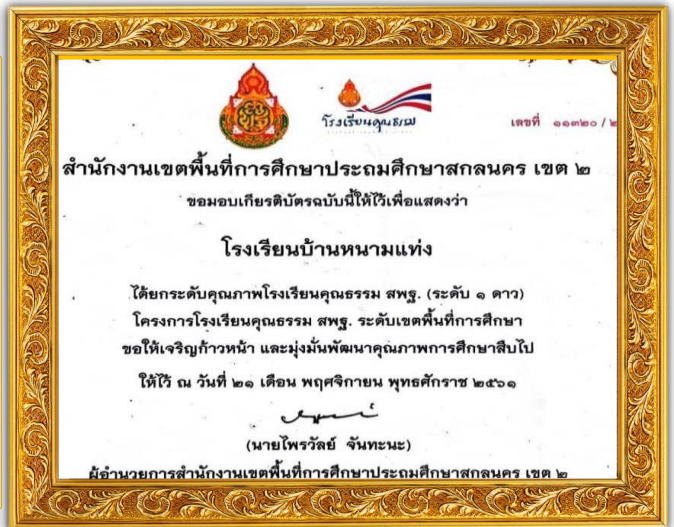 โรงเรียนคุณธรรม
เลขที่ ๑๑๓๒๐ / ๒
สำนักงานเขตพื้นที่การศึกษาประถมศึกษาสกลนคร เขต ๒
ขอมอบเกียรติบัตรฉบับนี้ให้ไว้เพื่อแสดงว่า
โรงเรียนบ้านหนามแท่ง
ได้ยกระดับคุณภาพโรงเรียนคุณธรรม สพฐ. (ระดับ ๑ ดาว)
โครงการโรงเรียนคุณธรรม สพฐ. ระดับเขตพื้นที่การศึกษา
ขอให้เจริญก้าวหน้า และมุ่งมั่นพัฒนาคุณภาพการศึกษาสืบไป
ให้ไว้ ณ วันที่ ๒๑ เดือน พฤศจิกายน พุทธศักราช ๒๕๖๑
(นายไพรวัลย์ จันทะนะ)
ผู้อำนวยการสำนักงานเขตพื้นที่การศึกษาประถมศึกษาสกลนคร เขต ๒